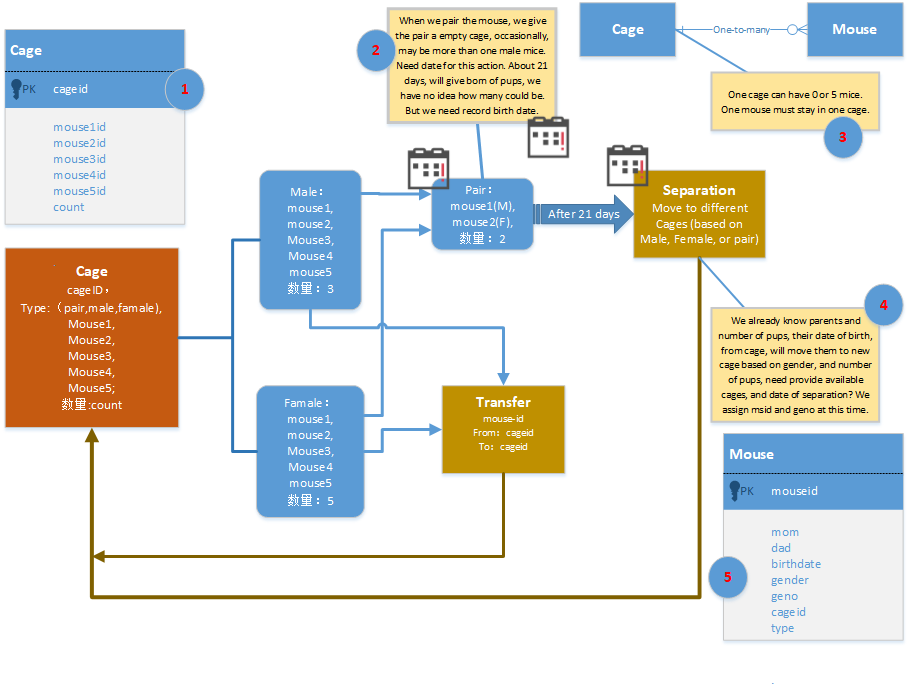 Cage
PK cageid
1
mouse1id
mouse2id
mouse3id
mouse4id
mouse5id
count
2
When we pair the mouse, we give
the pair a empty cage, occasionally,
may be more than one male mice.
Need date for this action. About 21
days, will give born of pups, we
have no idea how many could be.
But we need record birth date.
Cage
One-to-many
Mouse
One cage can have 0 or 5 mice.
One mouse must stay in one cage.
3
Male：
mouse1,
mouse2,
Mouse3,
Mouse4
mouse5
数量：3
Pair：
mouse1(M),
mouse2(F),
数量：2
After 21 days
Separation
Move to different
Cages (based on
Male, Female, or pair)
Cage
cageID，
Type:（pair,male,famale),
Mouse1,
Mouse2,
Mouse3,
Mouse4,
Mouse5;
数量:count
4
We already know parents and
number of pups, their date of birth,
from cage, will move them to new
cage based on gender, and number
of pups, need provide available
cages, and date of separation? We
assign msid and geno at this time.
Famale：
mouse1,
mouse2,
Mouse3,
Mouse4
mouse5
数量：5
Transfer
mouse-id
From：cageid
To：cageid
Mouse
PK mouseid
5
mom
dad
birthdate
gender
geno
cageid
type